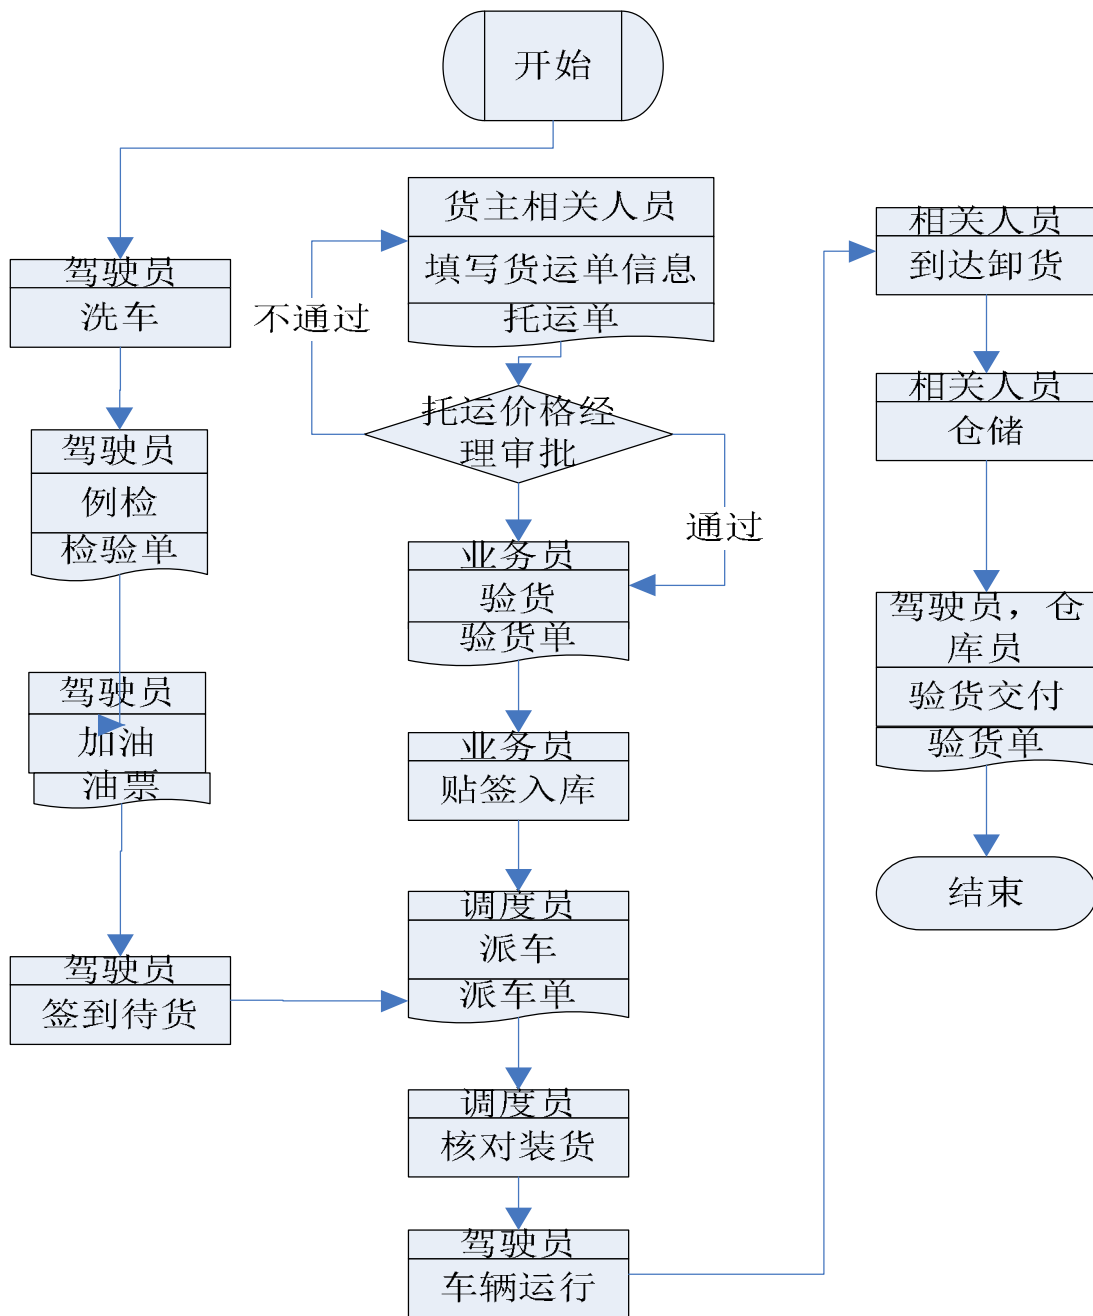 开始
驾驶员
洗车
驾驶员
例检
检验单
驾驶员
加油
油票
驾驶员
签到待货
货主相关人员
填写货运单信息
托运单
不通过
托运价格经
理审批
通过
业务员
验货
验货单
业务员
贴签入库
调度员
派车
派车单
调度员
核对装货
驾驶员
车辆运行
相关人员
到达卸货
相关人员
仓储
驾驶员，仓
库员
验货交付
验货单
结束